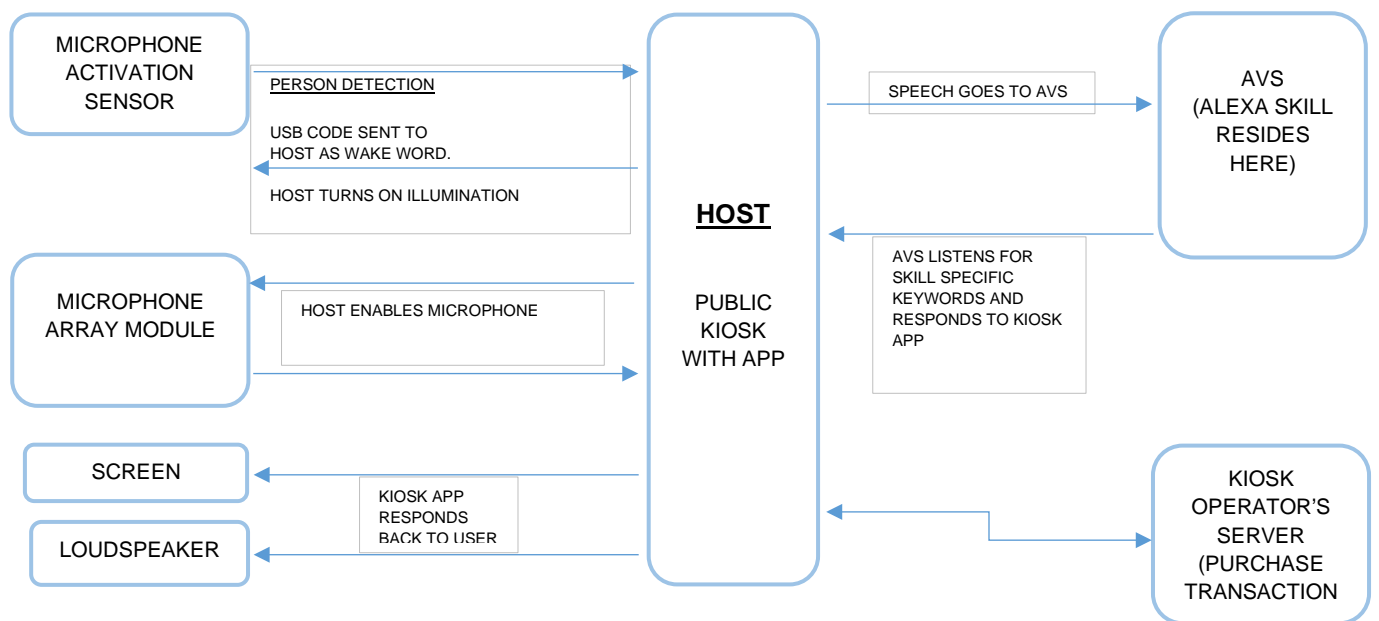 MICROPHONE
ACTIVATION
SENSOR
PERSON DETECTION
USB CODE SENT TO
HOST AS WAKE WORD.
HOST TURNS ON ILLUMINATION
MICROPHONE
ARRAY MODULE
HOST ENABLES MICROPHONE
SCREEN
LOUDSPEAKER
KIOSK APP
RESPONDS
BACK TO USER
HOST
PUBLIC
KIOSK
WITH APP
SPEECH GOES TO AVS
AVS
(ALEXA SKILL
RESIDES
HERE)
AVS LISTENS FOR
SKILL SPECIFIC
KEYWORDS AND
RESPONDS TO KIOSK
APP
KIOSK
OPERATOR’S
SERVER
(PURCHASE
TRANSACTION